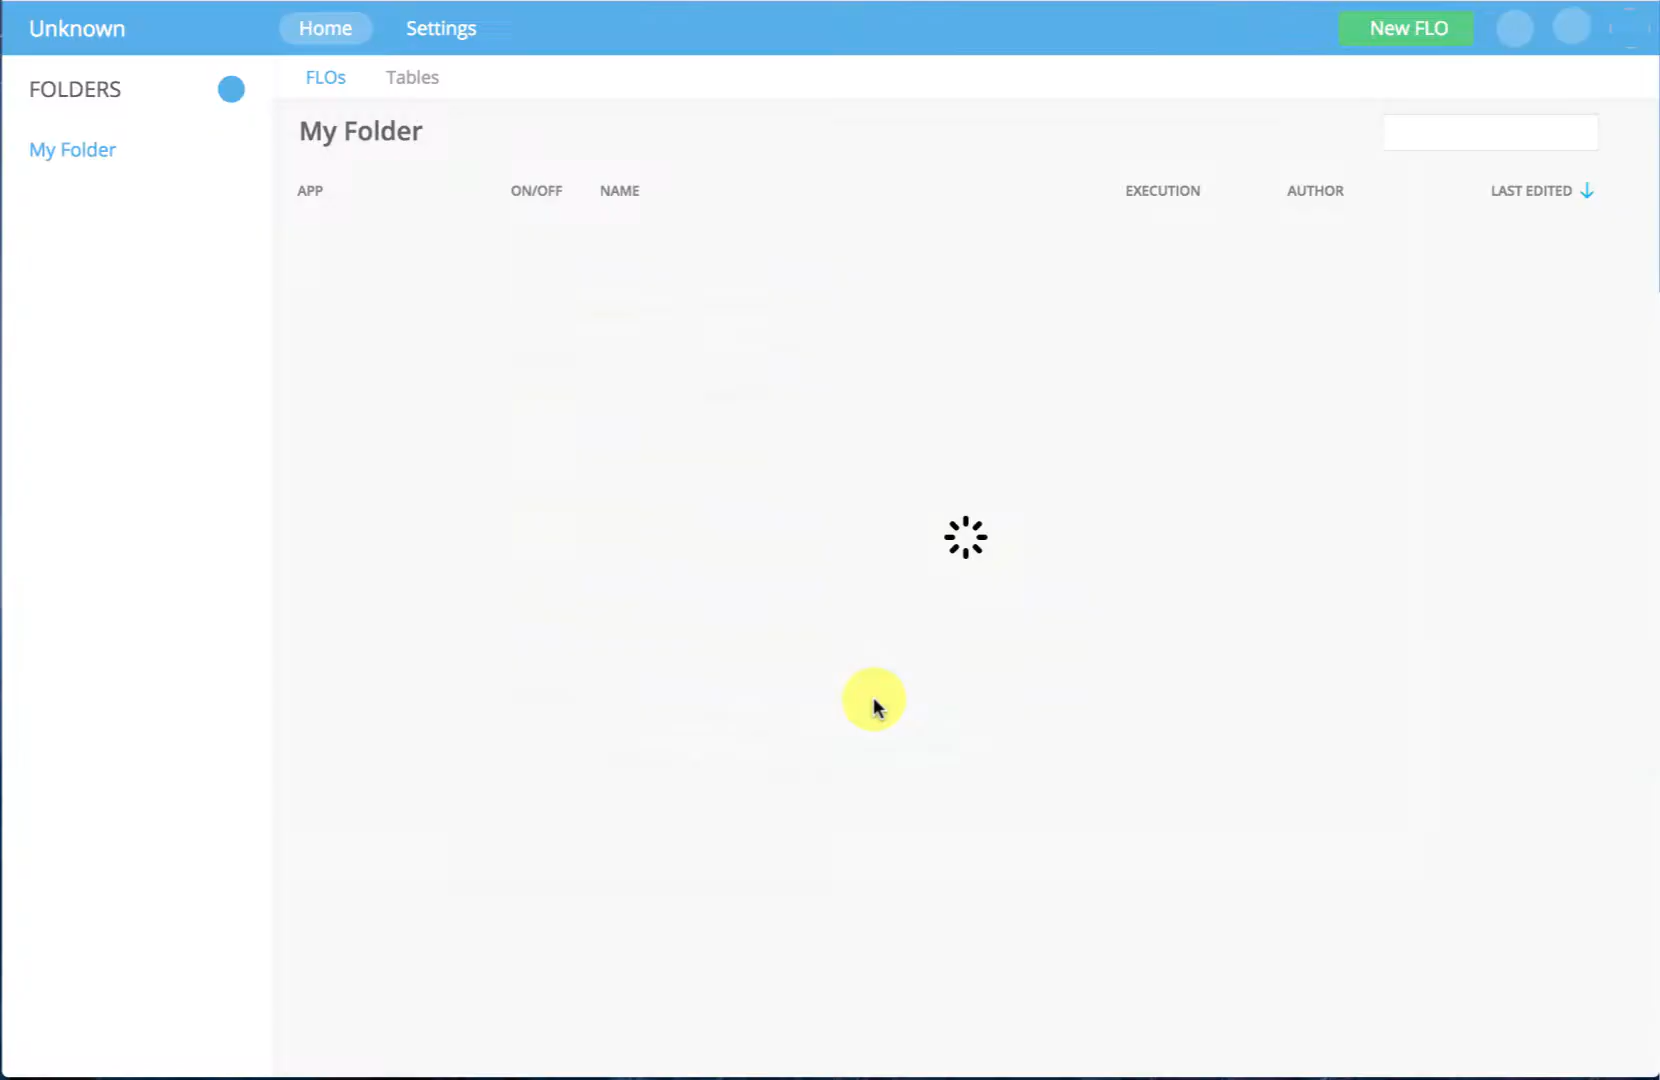 Unknown Home Settings New FLO
FOLDERS
My Folder
FLOs Tables
My Folder
APP ON/OFF NAME EXECUTION AUTHOR LAST EDITED